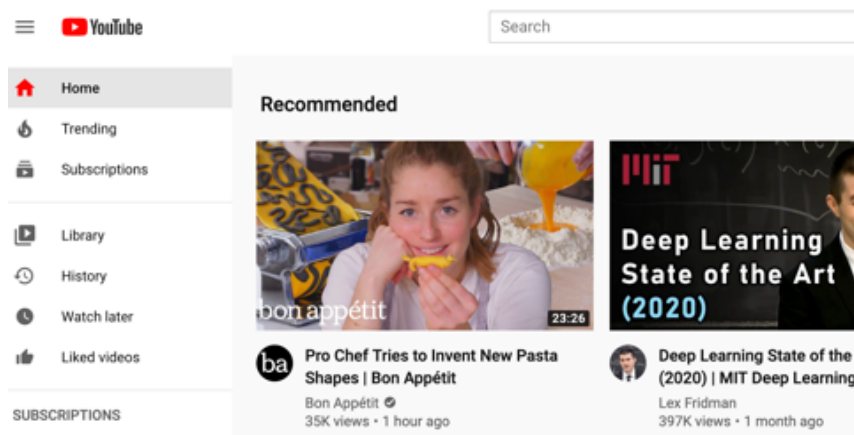 YouTube
Search
Home
Trending
Subscriptions
Library
History
Watch later
Liked videos
SUBSCRIPTIONS
Recommended
bon appétit
23:26
Pro Chef Tries to Invent New Pasta
Shapes | Bon Appétit
Bon Appétit
35K views • 1 hour ago
ba
MIT
Deep Learning
State of the Art
(2020)
Deep Learning State of the
(2020) | MIT Deep Learning
Lex Fridman
397K views • 1 month ago